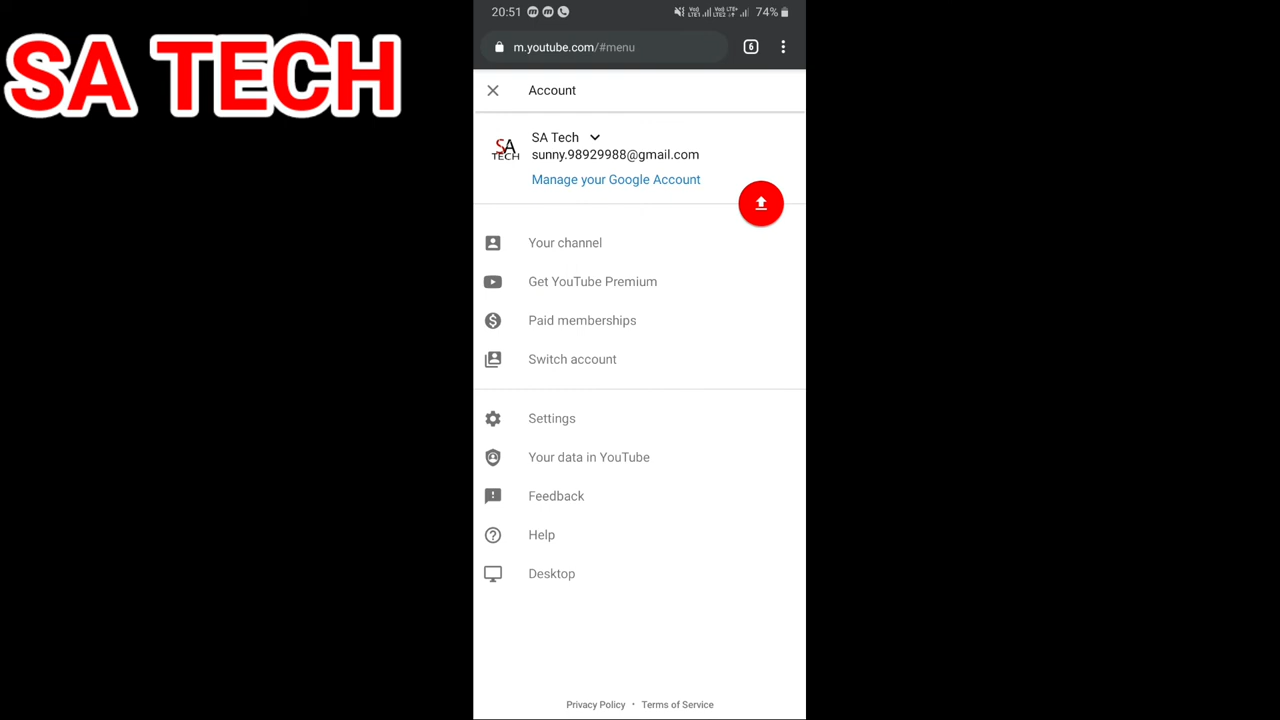 SA TECH
20:51 74%
m.youtube.com/#menu 6
Account
SA Tech
SA TECH
sunny.98929988@gmail.com
Manage your Google Account
Your channel
Get YouTube Premium
Paid memberships
Switch account
Settings
Your data in YouTube
Feedback
Help
Desktop
Privacy Policy • Terms of Service